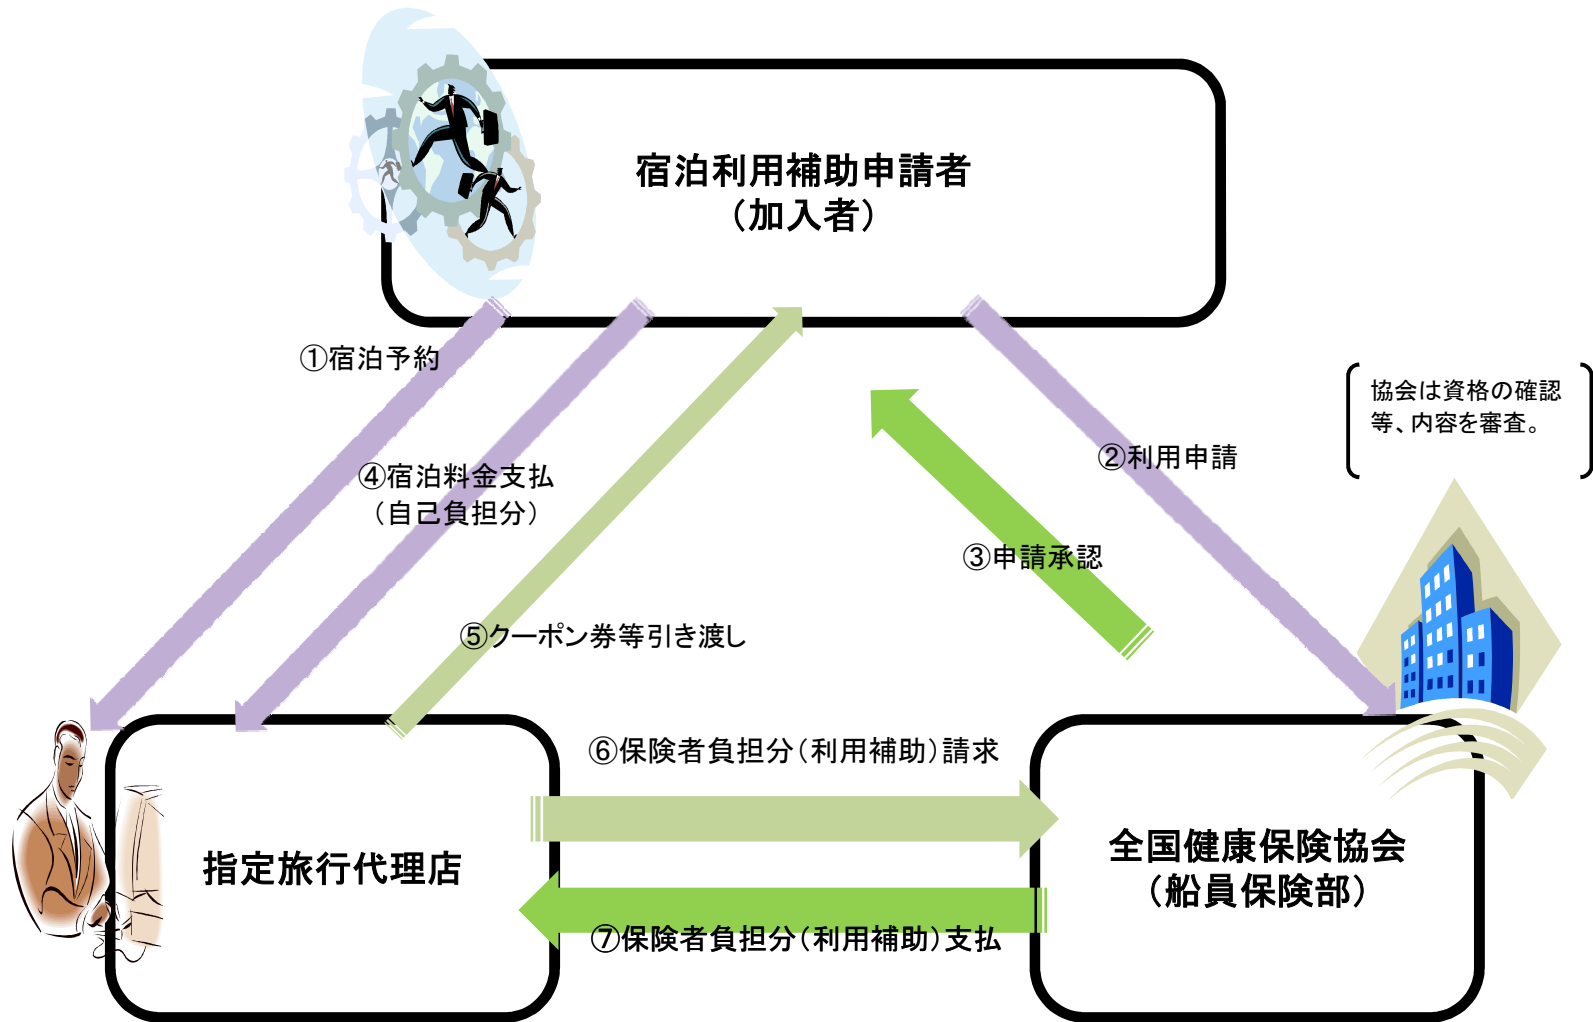 宿泊利用補助申請者
（加入者）
①宿泊予約
協会は資格の確認
等、内容を審査。
②利用申請
④宿泊料金支払
（自己負担分）
③申請承認
⑤クーポン券等引き渡し
⑥保険者負担分（利用補助）請求
指定旅行代理店
全国健康保険協会
（船員保険部）
⑦保険者負担分（利用補助）支払